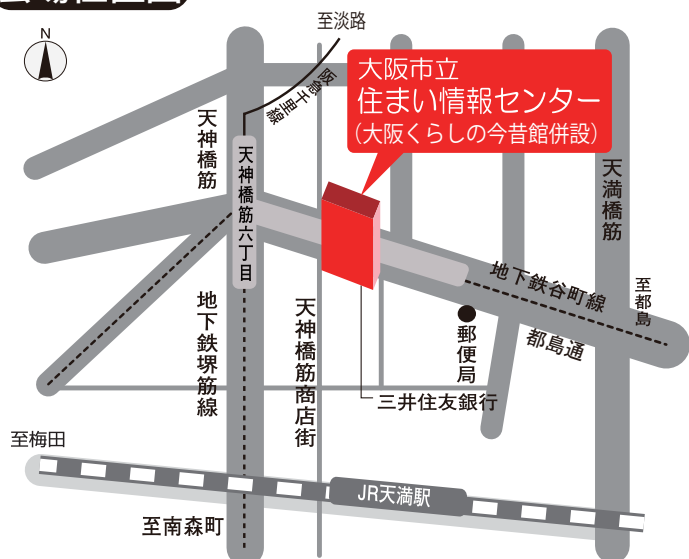 N
至淡路
阪急千里線
大阪市立
住まい情報センター
(大阪くらしの今昔館併設)
天神橋筋
天神橋筋六丁目
天満橋筋
地下鉄谷町線
至都島
都島通
郵便局
地下鉄堺筋線
天神橋筋商店街
三井住友銀行
至梅田
JR天満駅
至南森町